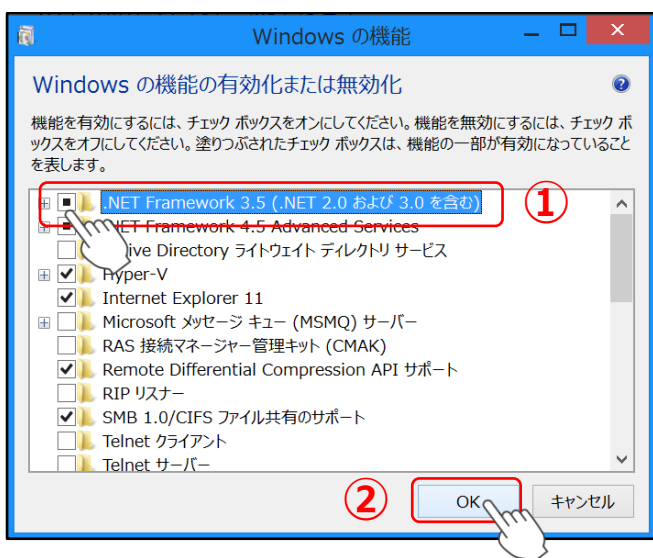 Windows の機能
Windows の機能の有効化または無効化
機能を有効にするには、チェック ボックスをオンにしてください。機能を無効にするには、チェック ボ
ックスをオフにしてください。塗りつぶされたチェック ボックスは、機能の一部が有効になっていること
を表します。
.NET Framework 3.5 (.NET 2.0 および 3.0 を含む)
①
.NET Framework 4.5 Advanced Services
ive Directory ライトウェイト ディレクトリ サービス
Hyper-V
Internet Explorer 11
Microsoft メッセージ キュー (MSMQ) サーバー
RAS 接続マネージャー管理キット (CMAK)
Remote Differential Compression API サポート
RIP リスナー
SMB 1.0/CIFS ファイル共有のサポート
Telnet クライアント
Telnet サーバー
②
OK
キャンセル